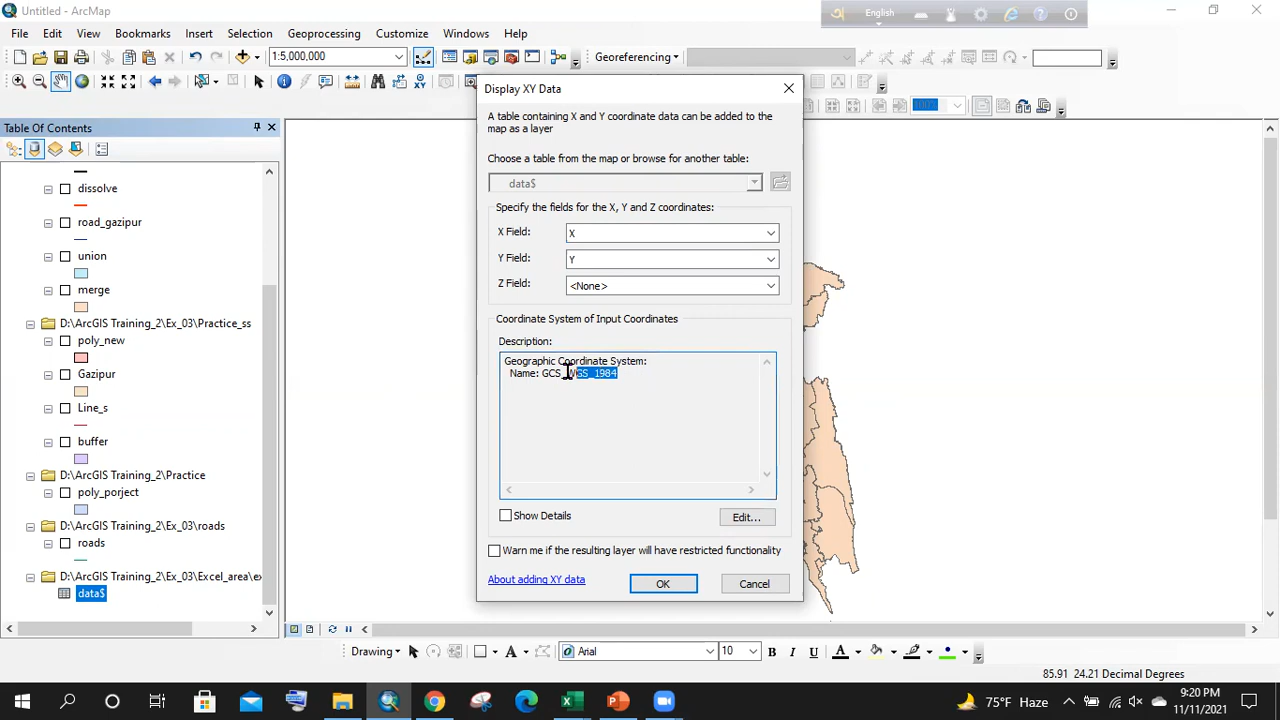 Untitled - ArcMap
English
File Edit View Bookmarks Insert Selection Geoprocessing Customize Windows Help
1:5,000,000
Georeferencing
Table Of Contents
dissolve
road_gazipur
union
merge
D:\ArcGIS Training_2\Ex_03\Practice_ss
poly_new
Gazipur
Line_s
buffer
D:\ArcGIS Training_2\Practice
poly_porject
D:\ArcGIS Training_2\Ex_03\roads
roads
D:\ArcGIS Training_2\Ex_03\Excel_area\ex
data$
Display XY Data
A table containing X and Y coordinate data can be added to the
map as a layer
Choose a table from the map or browse for another table:
data$
Specify the fields for the X, Y and Z coordinates:
X Field: X
Y Field: Y
Z Field: <None>
Coordinate System of Input Coordinates
Description:
Geographic Coordinate System:
Name: GCS_WGS_1984
Show Details
Edit...
Warn me if the resulting layer will have restricted functionality
About adding XY data
OK
Cancel
Drawing
Arial
10
B I U A
85.91 24.21 Decimal Degrees
75°F Haze
9:20 PM
11/11/2021